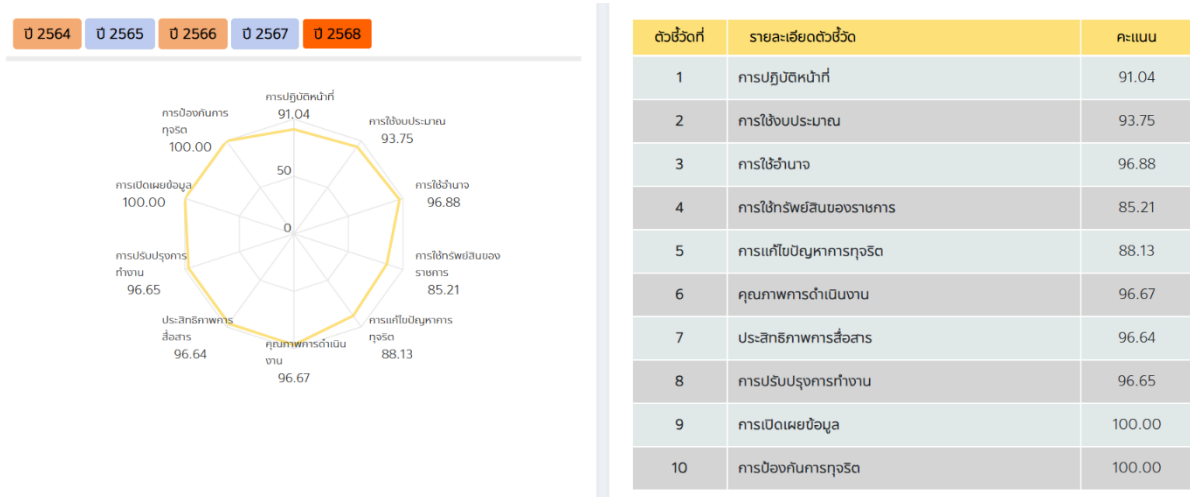 ปี 2564 ปี 2565 ปี 2566 ปี 2567 ปี 2568
การปฏิบัติหน้าที่
91.04
การใช้งบประมาณ
93.75
การใช้อำนาจ
96.88
การใช้ทรัพย์สินของ
ราชการ
85.21
การแก้ไขปัญหาการ
ทุจริต
88.13
คุณภาพการดำเนิน
งาน
96.67
ประสิทธิภาพการ
สื่อสาร
96.64
การปรับปรุงการ
ทำงาน
96.65
การเปิดเผยข้อมูล
100.00
การป้องกันการ
ทุจริต
100.00
50
0
ตัวชี้วัดที่ รายละเอียดตัวชี้วัด คะแนน
1 การปฏิบัติหน้าที่ 91.04
2 การใช้งบประมาณ 93.75
3 การใช้อำนาจ 96.88
4 การใช้ทรัพย์สินของราชการ 85.21
5 การแก้ไขปัญหาการทุจริต 88.13
6 คุณภาพการดำเนินงาน 96.67
7 ประสิทธิภาพการสื่อสาร 96.64
8 การปรับปรุงการทำงาน 96.65
9 การเปิดเผยข้อมูล 100.00
10 การป้องกันการทุจริต 100.00